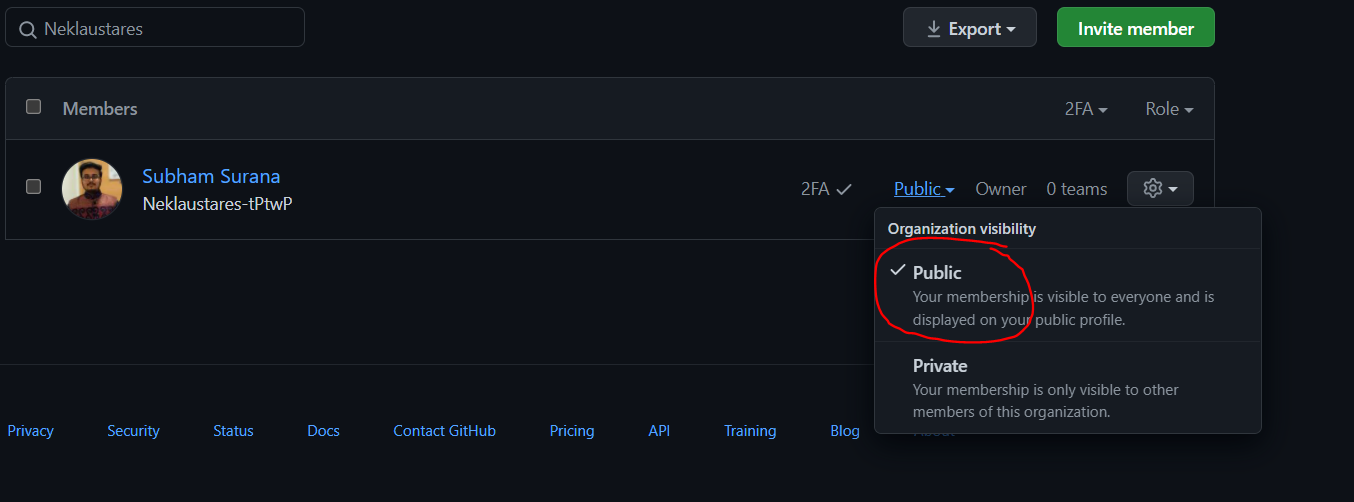 Neklaustares
Export
Invite member
Members
2FA
Role
Subham Surana
Neklaustares-tPtwP
2FA
Public
Owner
0 teams
Organization visibility
Public
Your membership is visible to everyone and is
displayed on your public profile.
Private
Your membership is only visible to other
members of this organization.
Privacy
Security
Status
Docs
Contact GitHub
Pricing
API
Training
Blog
About